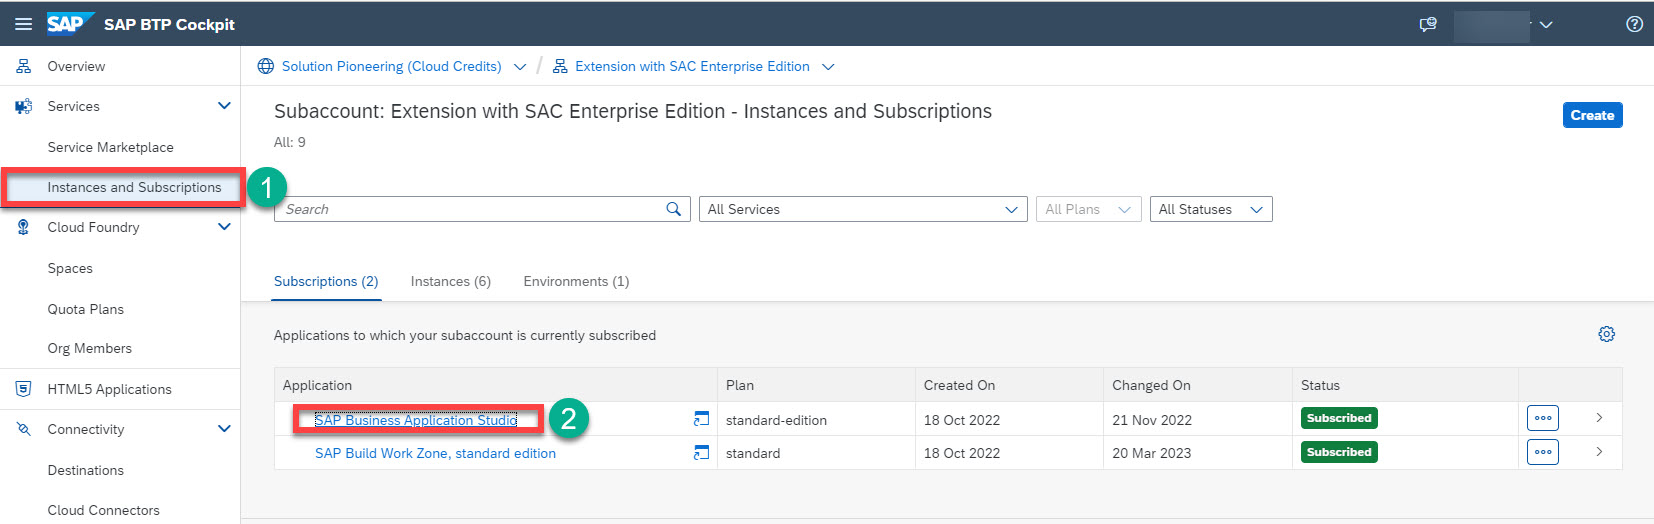 SAP SAP BTP Cockpit
Overview
Solution Pioneering (Cloud Credits) / Extension with SAC Enterprise Edition
Services
Subaccount: Extension with SAC Enterprise Edition - Instances and Subscriptions
Create
All: 9
Service Marketplace
Instances and Subscriptions 1
Search All Services All Plans All Statuses
Cloud Foundry
Spaces
Quota Plans
Org Members
HTML5 Applications
Connectivity
Destinations
Cloud Connectors
Subscriptions (2) Instances (6) Environments (1)
Applications to which your subaccount is currently subscribed
Application Plan Created On Changed On Status
SAP Business Application Studio 2 standard-edition 18 Oct 2022 21 Nov 2022 Subscribed
SAP Build Work Zone, standard edition standard 18 Oct 2022 20 Mar 2023 Subscribed